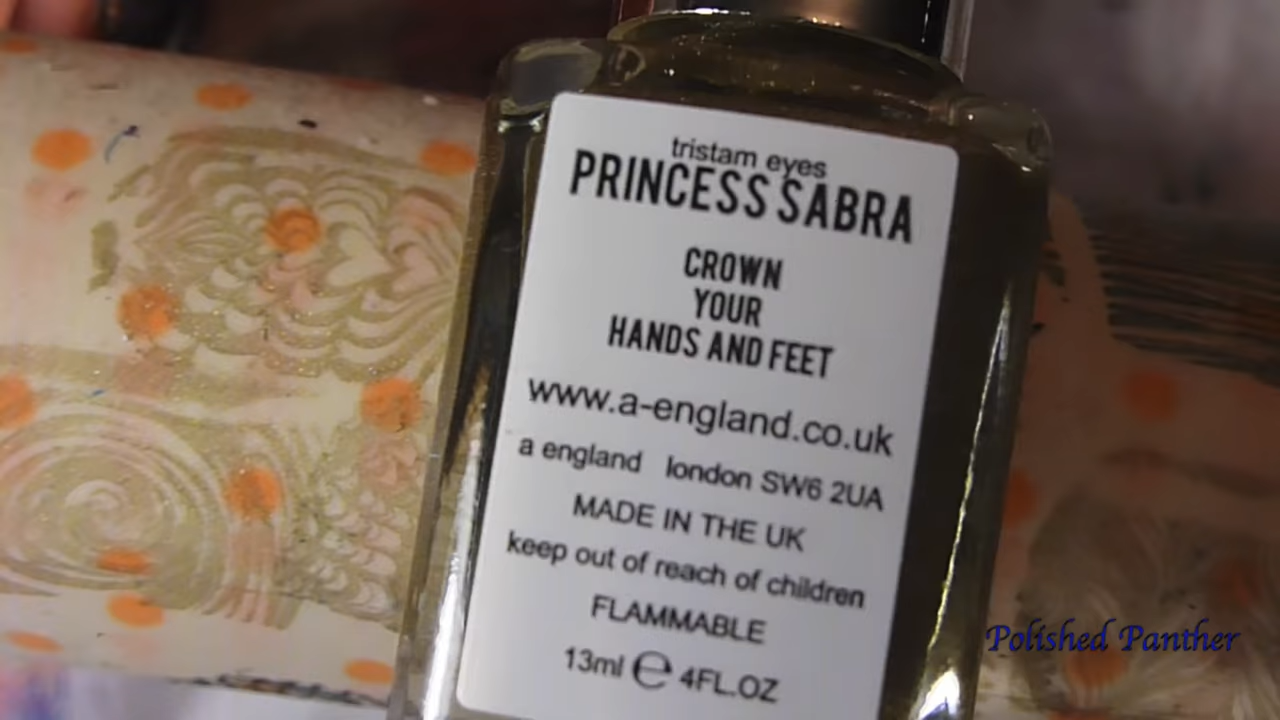 tristam eyes
PRINCESS SABRA
CROWN
YOUR
HANDS AND FEET
www.a-england.co.uk
a england london SW6 2UA
MADE IN THE UK
keep out of reach of children
FLAMMABLE
13ml ℮ 4FL.OZ
Polished Panther